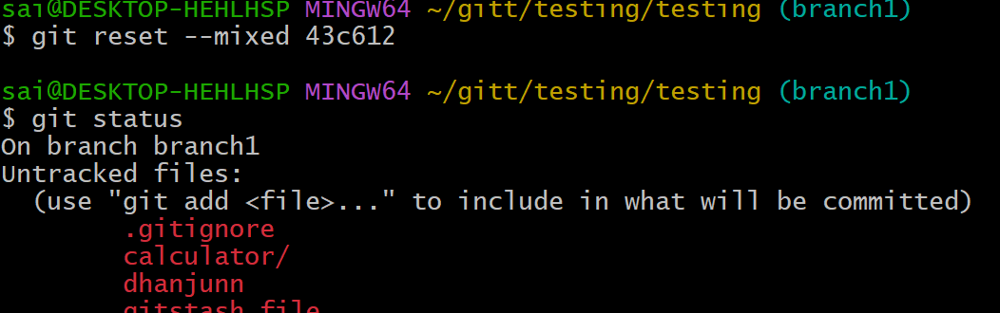 sai@DESKTOP-HEHLHSP MINGW64 ~/gitt/testing/testing (branch1)
$ git reset --mixed 43c612
sai@DESKTOP-HEHLHSP MINGW64 ~/gitt/testing/testing (branch1)
$ git status
On branch branch1
Untracked files:
(use "git add <file>..." to include in what will be committed)
.gitignore
calculator/
dhanjunn
gitstash file